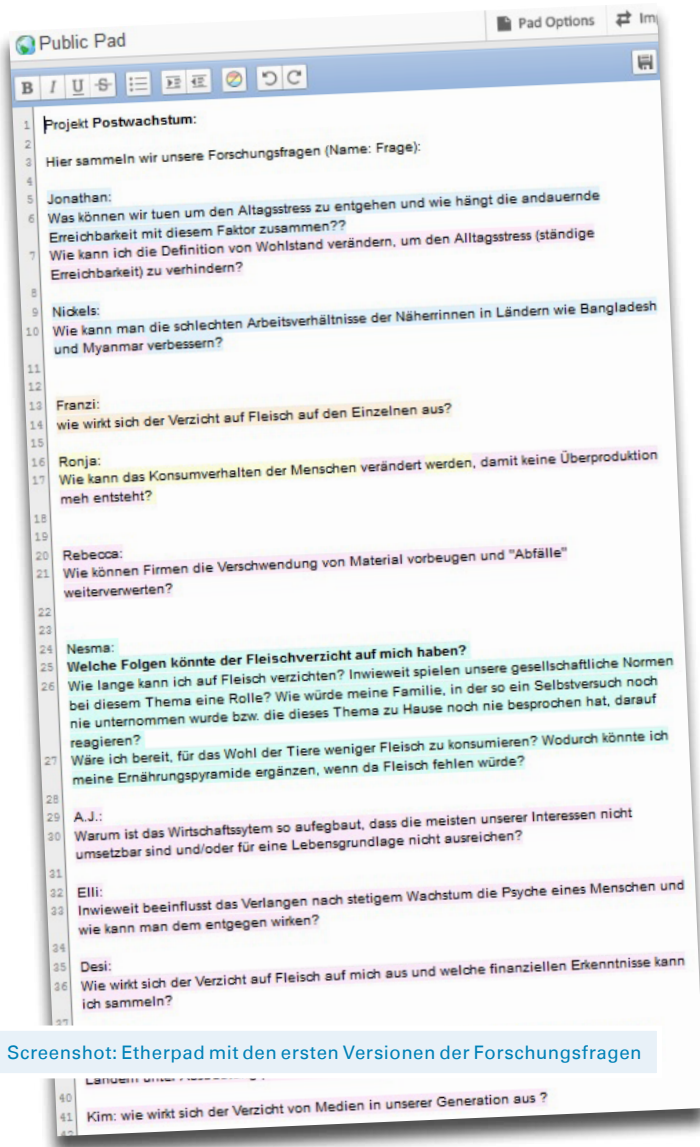 Public Pad
Pad Options
Im
B I U S
1 Projekt Postwachstum:
2
3 Hier sammeln wir unsere Forschungsfragen (Name: Frage):
4
5 Jonathan:
6 Was können wir tuen um den Altagsstress zu entgehen und wie hängt die andauernde
Erreichbarkeit mit diesem Faktor zusammen??
7 Wie kann ich die Definition von Wohlstand verändern, um den Alltagsstress (ständige
Erreichbarkeit) zu verhindern?
8
9 Nickels:
10 Wie kann man die schlechten Arbeitsverhältnisse der Näherrinnen in Ländern wie Bangladesh
und Myanmar verbessern?
11
12
13 Franzi:
14 wie wirkt sich der Verzicht auf Fleisch auf den Einzelnen aus?
15
16 Ronja:
17 Wie kann das Konsumverhalten der Menschen verändert werden, damit keine Überproduktion
meh entsteht?
18
19
20 Rebecca:
21 Wie können Firmen die Verschwendung von Material vorbeugen und "Abfälle"
weiterverwerten?
22
23
24 Nesma:
25 Welche Folgen könnte der Fleischverzicht auf mich haben?
26 Wie lange kann ich auf Fleisch verzichten? Inwieweit spielen unsere gesellschaftliche Normen
bei diesem Thema eine Rolle? Wie würde meine Familie, in der so ein Selbstversuch noch
nie unternommen wurde bzw. die dieses Thema zu Hause noch nie besprochen hat, darauf
reagieren?
27 Wäre ich bereit, für das Wohl der Tiere weniger Fleisch zu konsumieren? Wodurch könnte ich
meine Ernährungspyramide ergänzen, wenn da Fleisch fehlen würde?
28
29 A.J.:
30 Warum ist das Wirtschaftssytem so aufegbaut, dass die meisten unserer Interessen nicht
umsetzbar sind und/oder für eine Lebensgrundlage nicht ausreichen?
31
32 Elli:
33 Inwieweit beeinflusst das Verlangen nach stetigem Wachstum die Psyche eines Menschen und
wie kann man dem entgegen wirken?
34
35 Desi:
36 Wie wirkt sich der Verzicht auf Fleisch auf mich aus und welche finanziellen Erkenntnisse kann
ich sammeln?
37
Screenshot: Etherpad mit den ersten Versionen der Forschungsfragen
40
41 Kim: wie wirkt sich der Verzicht von Medien in unserer Generation aus ?